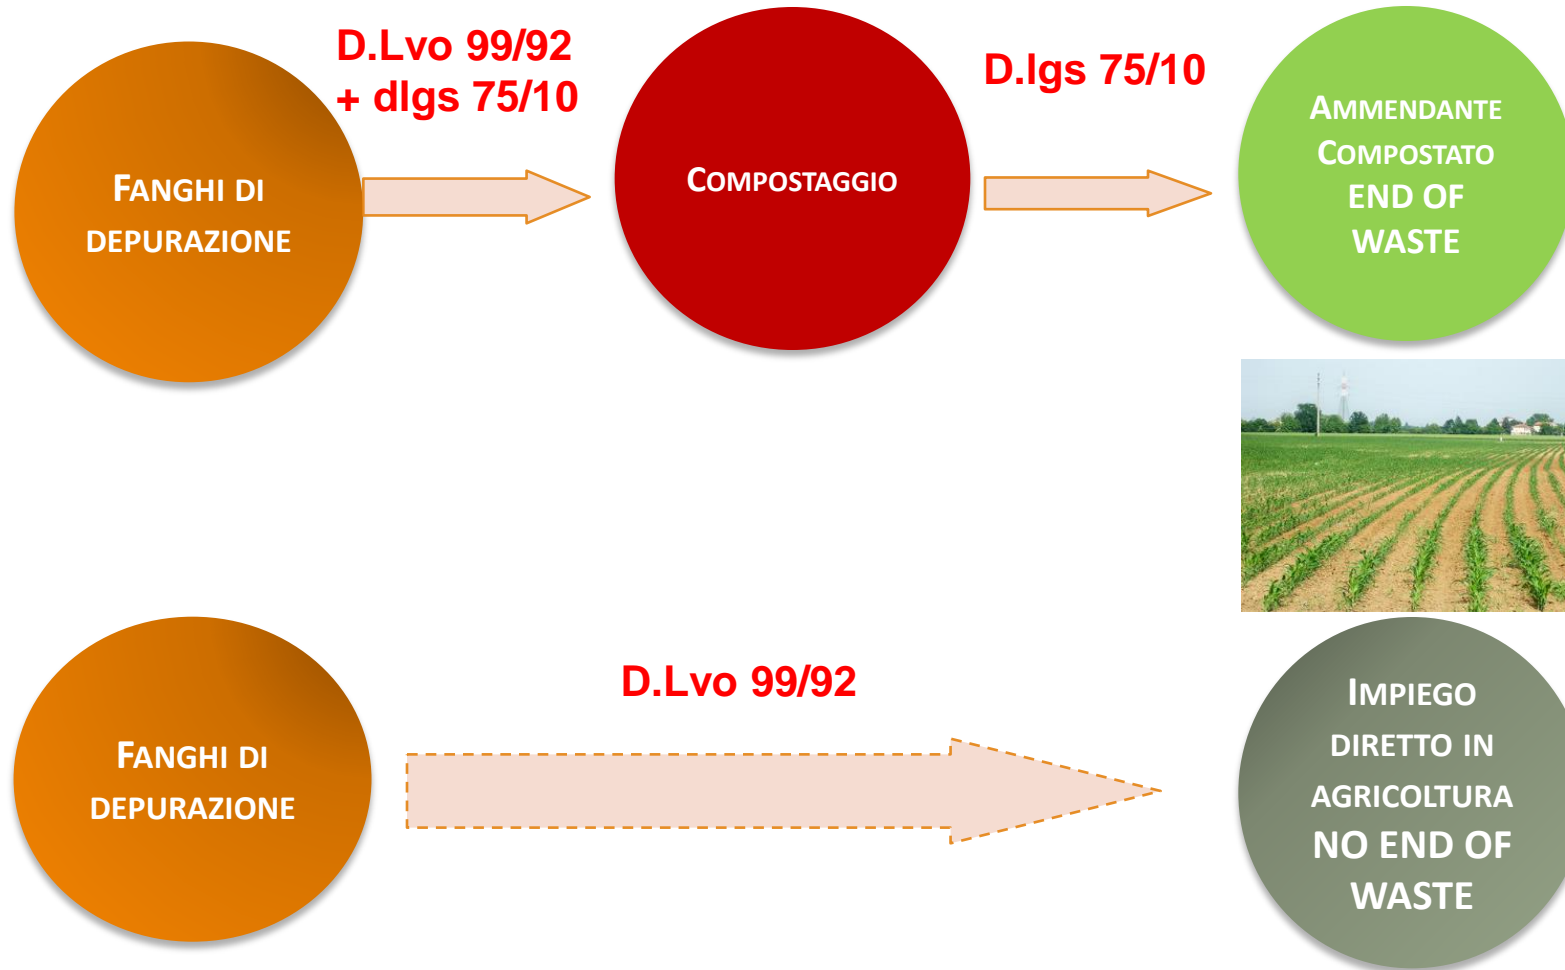 D.Lvo 99/92
+ dlgs 75/10
D.lgs 75/10
FANGHI DI
DEPURAZIONE
COMPOSTAGGIO
AMMENDANTE
COMPOSTATO
END OF
WASTE
D.Lvo 99/92
FANGHI DI
DEPURAZIONE
IMPIEGO
DIRETTO IN
AGRICOLTURA
NO END OF
WASTE